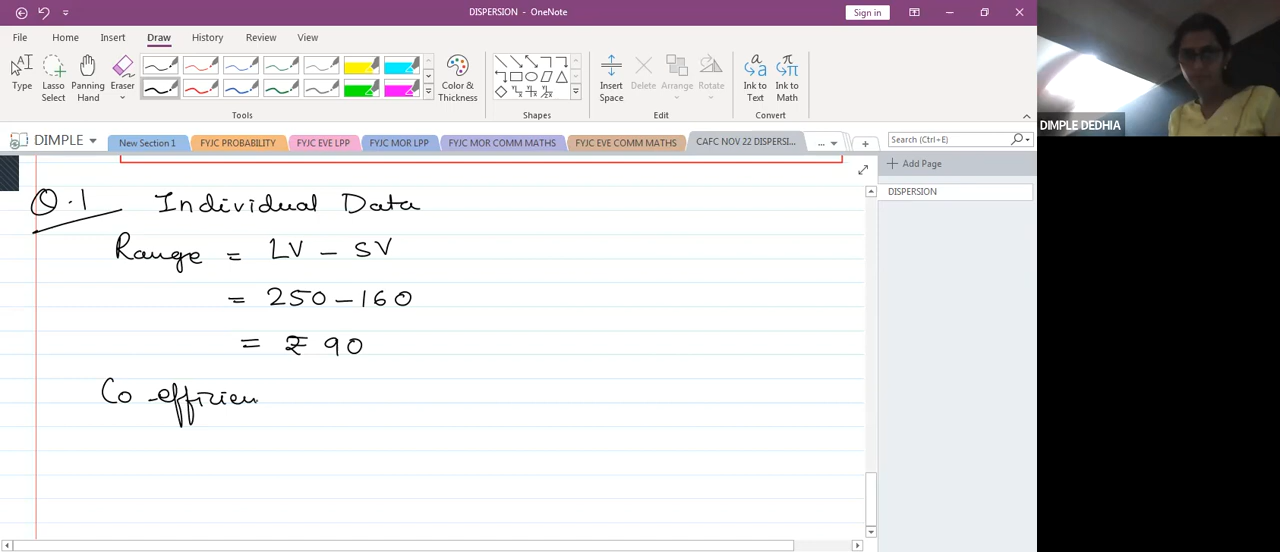 DISPERSION - OneNote
Sign in
File Home Insert Draw History Review View
Type Lasso Select Panning Hand Eraser Color & Thickness Insert Space Delete Arrange Rotate Ink to Text Ink to Math
Tools Shapes Edit Convert
DIMPLE New Section 1 FYJC PROBABILITY FYJC EVE LPP FYJC MOR LPP FYJC MOR COMM MATHS FYJC EVE COMM MATHS CAFC NOV 22 DISPERSI... ... Search (Ctrl+E)
DIMPLE DEDHIA
Add Page
DISPERSION
Q.1 Individual Data
Range = LV - SV
= 250 - 160
= ₹ 90
Co-efficien